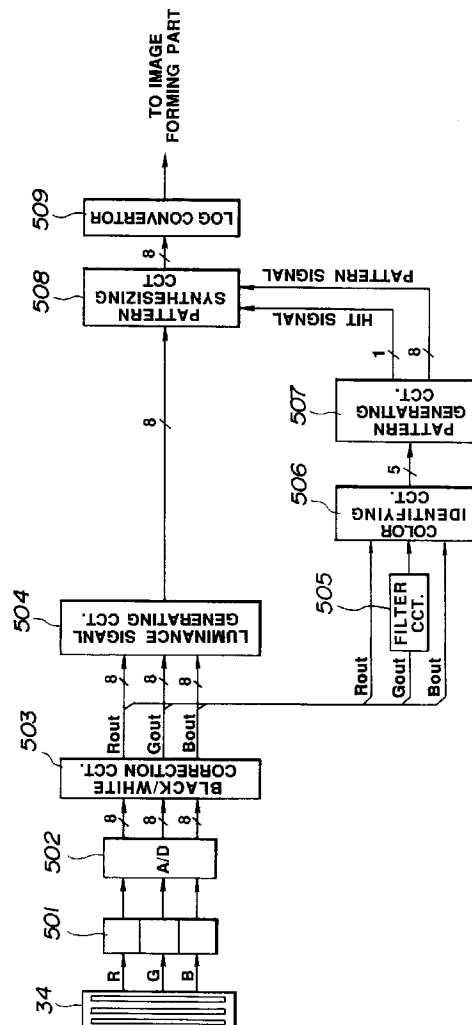 34
R
G
B
501
502
A/D
8
8
8
503
BLACK/WHITE
CORRECTION CCT.
Rout
Gout
Bout
8
8
8
504
LUMINANCE SIGANL
GENERATING CCT.
8
Rout
Gout
Bout
505
FILTER
CCT.
506
COLOR
IDENTIFYING
CCT.
5
507
PATTERN
GENERATING
CCT.
1
8
HIT SIGNAL
PATTERN SIGNAL
508
PATTERN
SYNTHESIZING
CCT
8
509
LOG CONVERTOR
TO IMAGE
FORMING PART